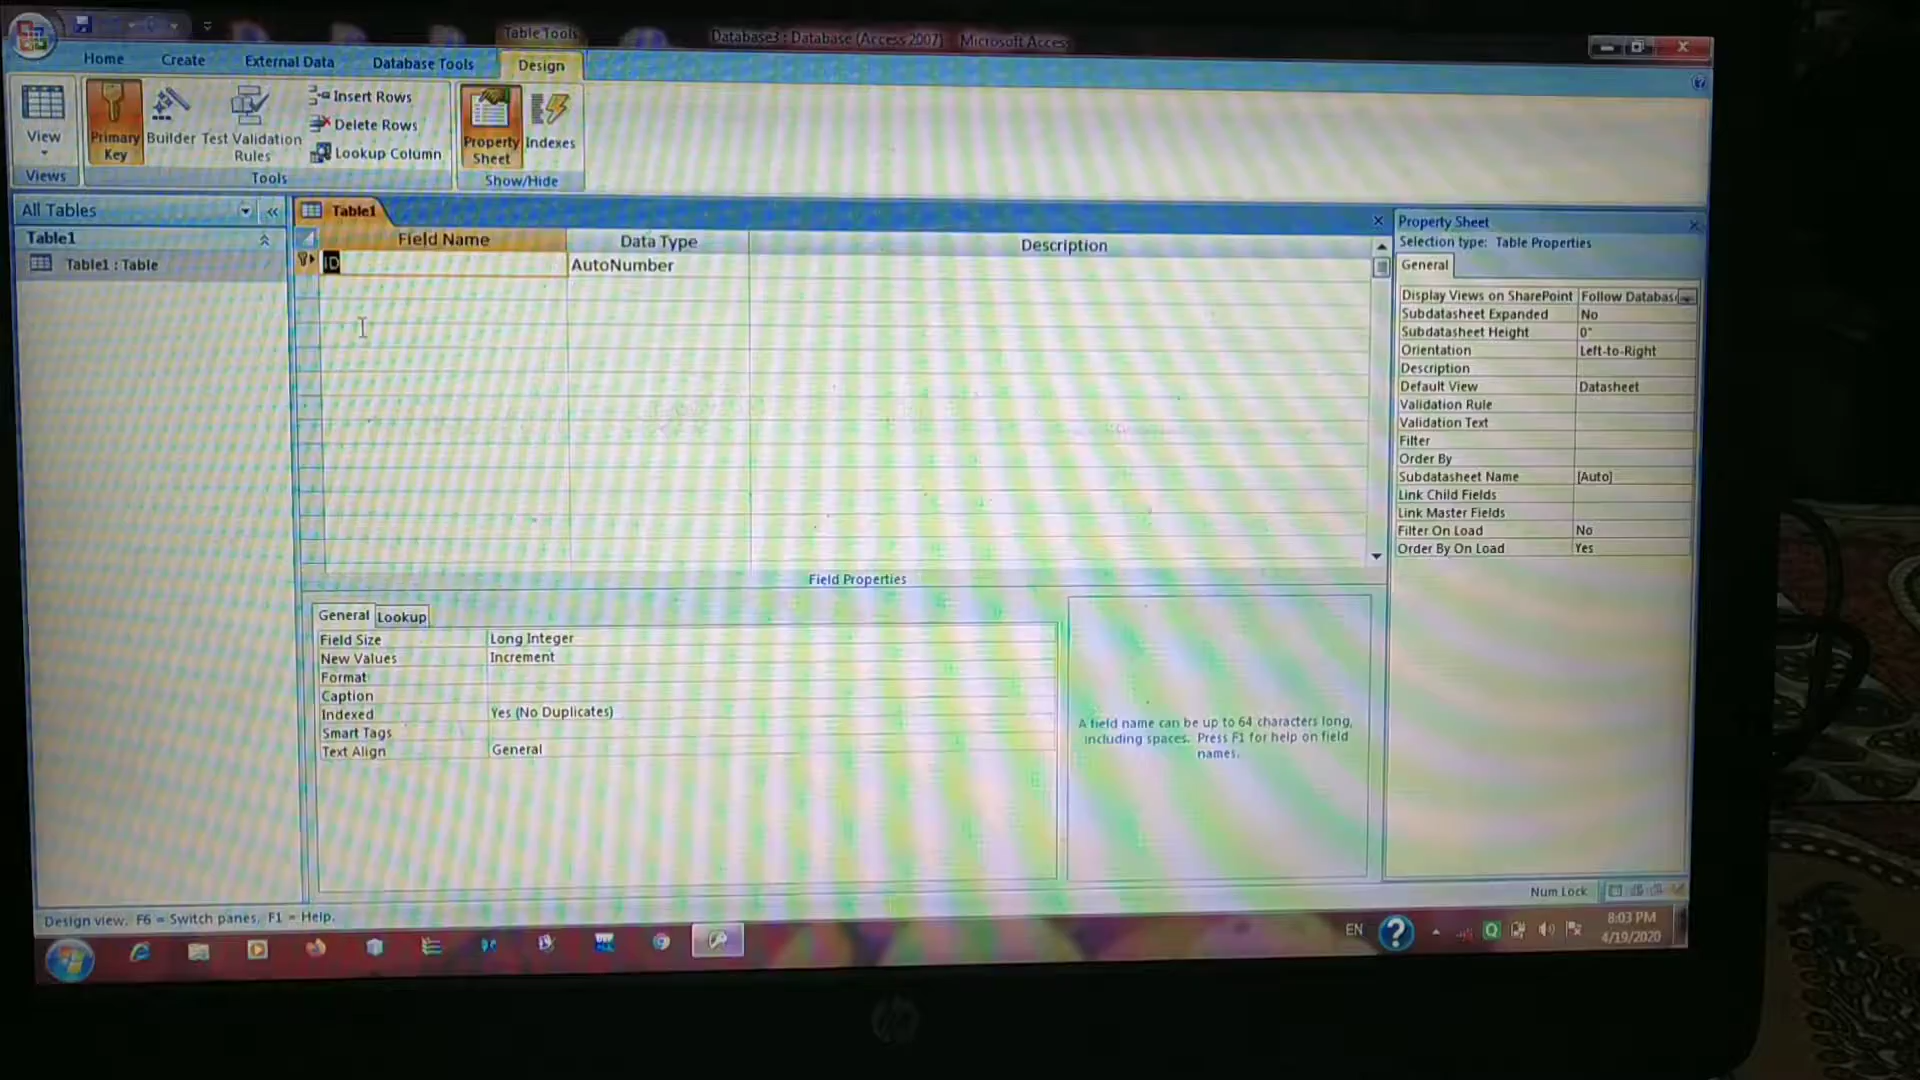 Table Tools
Database3 : Database (Access 2007) - Microsoft Access
Home
Create
External Data
Database Tools
Design
View
Primary Key
Builder
Test Validation Rules
Insert Rows
Delete Rows
Lookup Column
Property Sheet
Indexes
Views
Tools
Show/Hide
All Tables
Table1
Table1 : Table
Table1
Field Name
Data Type
Description
ID
AutoNumber
Field Properties
General
Lookup
Field Size Long Integer
New Values Increment
Format
Caption
Indexed Yes (No Duplicates)
Smart Tags
Text Align General
A field name can be up to 64 characters long,
including spaces. Press F1 for help on field
names.
Property Sheet
Selection type: Table Properties
General
Display Views on SharePoint Follow Databas
Subdatasheet Expanded No
Subdatasheet Height 0"
Orientation Left-to-Right
Description
Default View Datasheet
Validation Rule
Validation Text
Filter
Order By
Subdatasheet Name [Auto]
Link Child Fields
Link Master Fields
Filter On Load No
Order By On Load Yes
Design view. F6 = Switch panes. F1 = Help.
Num Lock
EN
8:03 PM
4/19/2020
hp